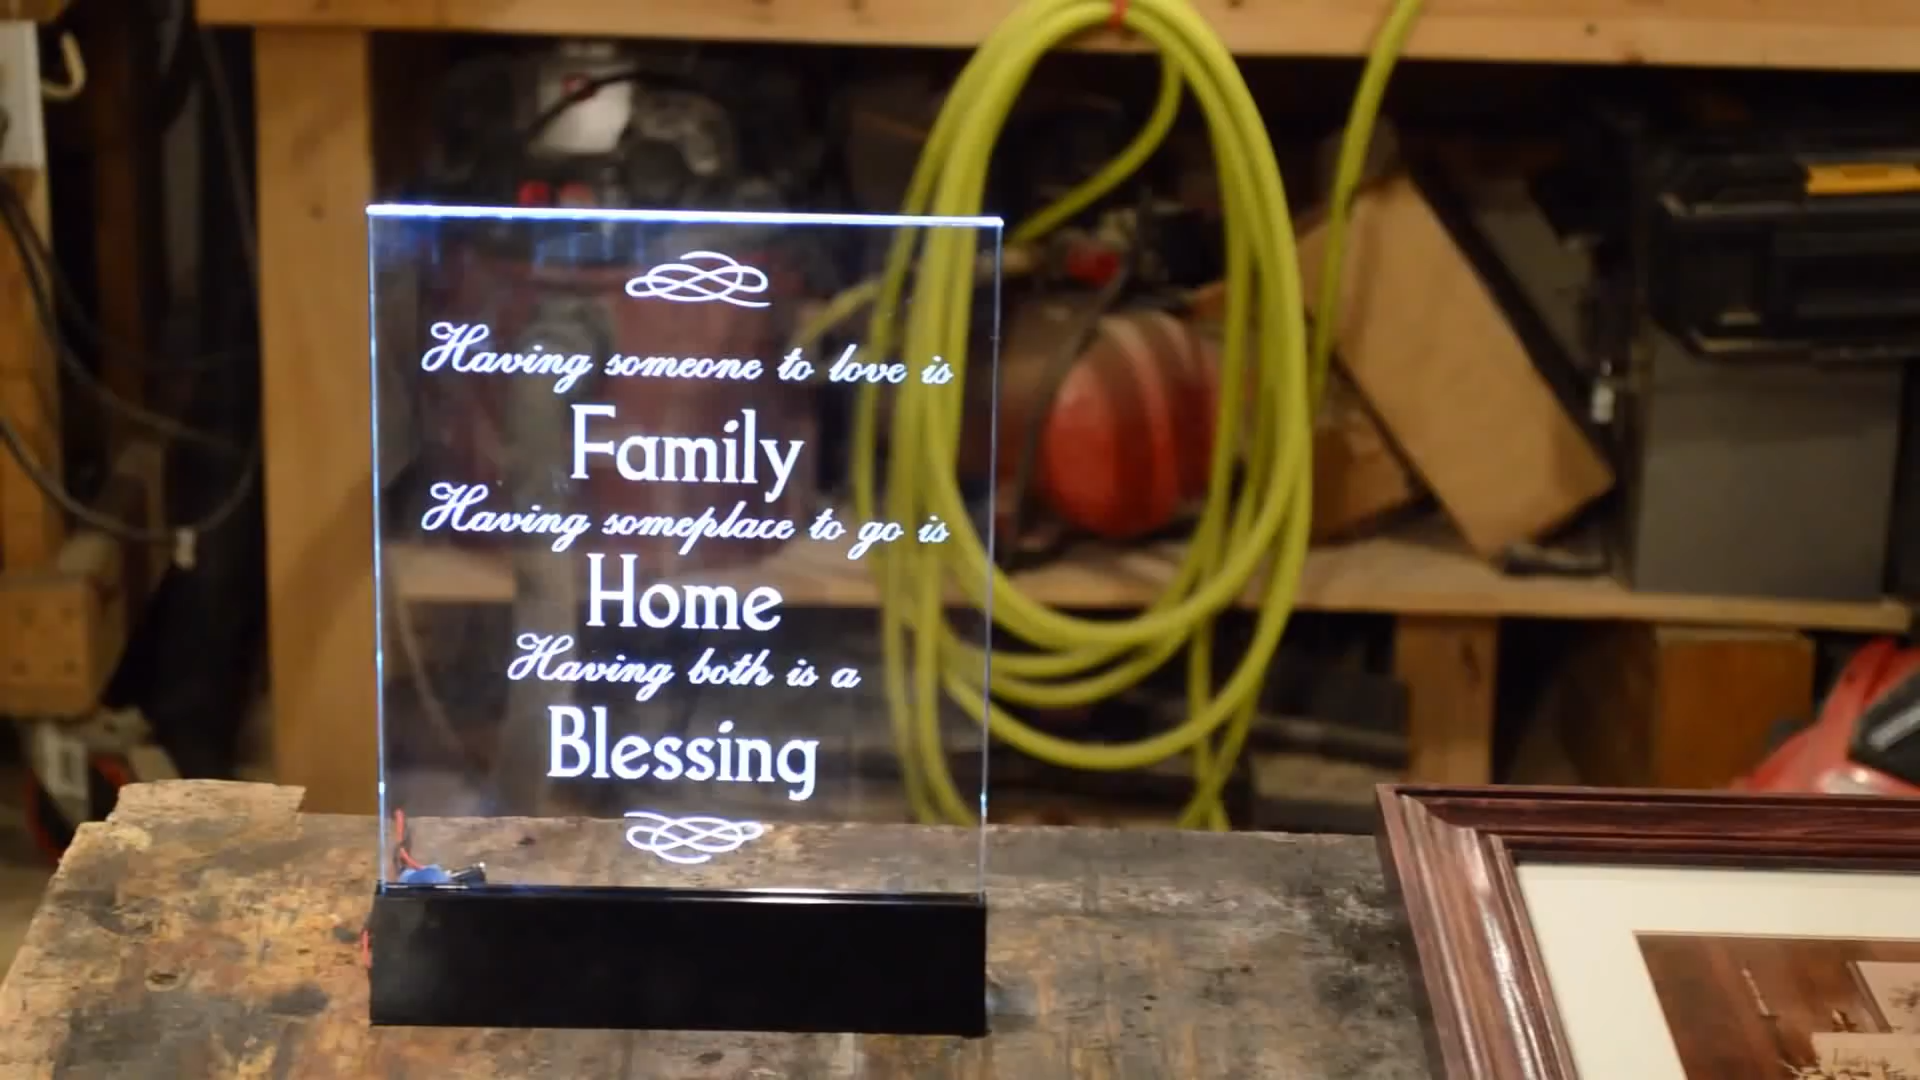 Having someone to love is
Family
Having someplace to go is
Home
Having both is a
Blessing